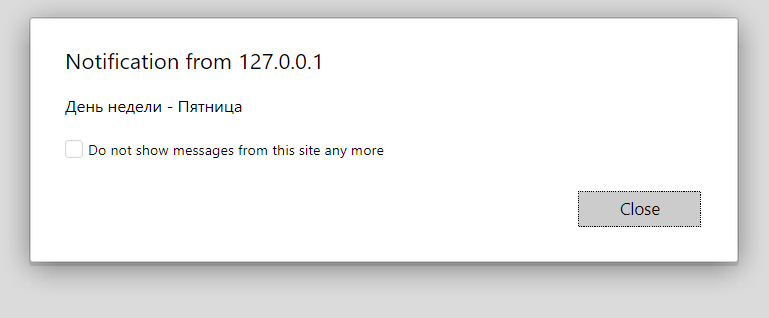 Notification from 127.0.0.1
День недели - Пятница
Do not show messages from this site any more
Close